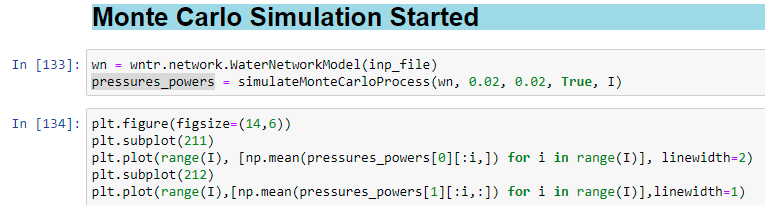 Monte Carlo Simulation Started
In [133]: wn = wntr.network.WaterNetworkModel(inp_file)
pressures_powers = simulateMonteCarloProcess(wn, 0.02, 0.02, True, I)
In [134]: plt.figure(figsize=(14,6))
plt.subplot(211)
plt.plot(range(I), [np.mean(pressures_powers[0][:i,]) for i in range(I)], linewidth=2)
plt.subplot(212)
plt.plot(range(I),[np.mean(pressures_powers[1][:i,:]) for i in range(I)],linewidth=1)